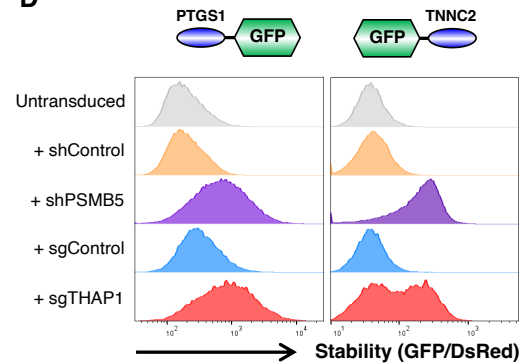 D
PTGS1 TNNC2
GFP GFP
Untransduced
+ shControl
+ shPSMB5
+ sgControl
+ sgTHAP1
10² 10³ 10⁴ 10¹ 10² 10³
Stability (GFP/DsRed)